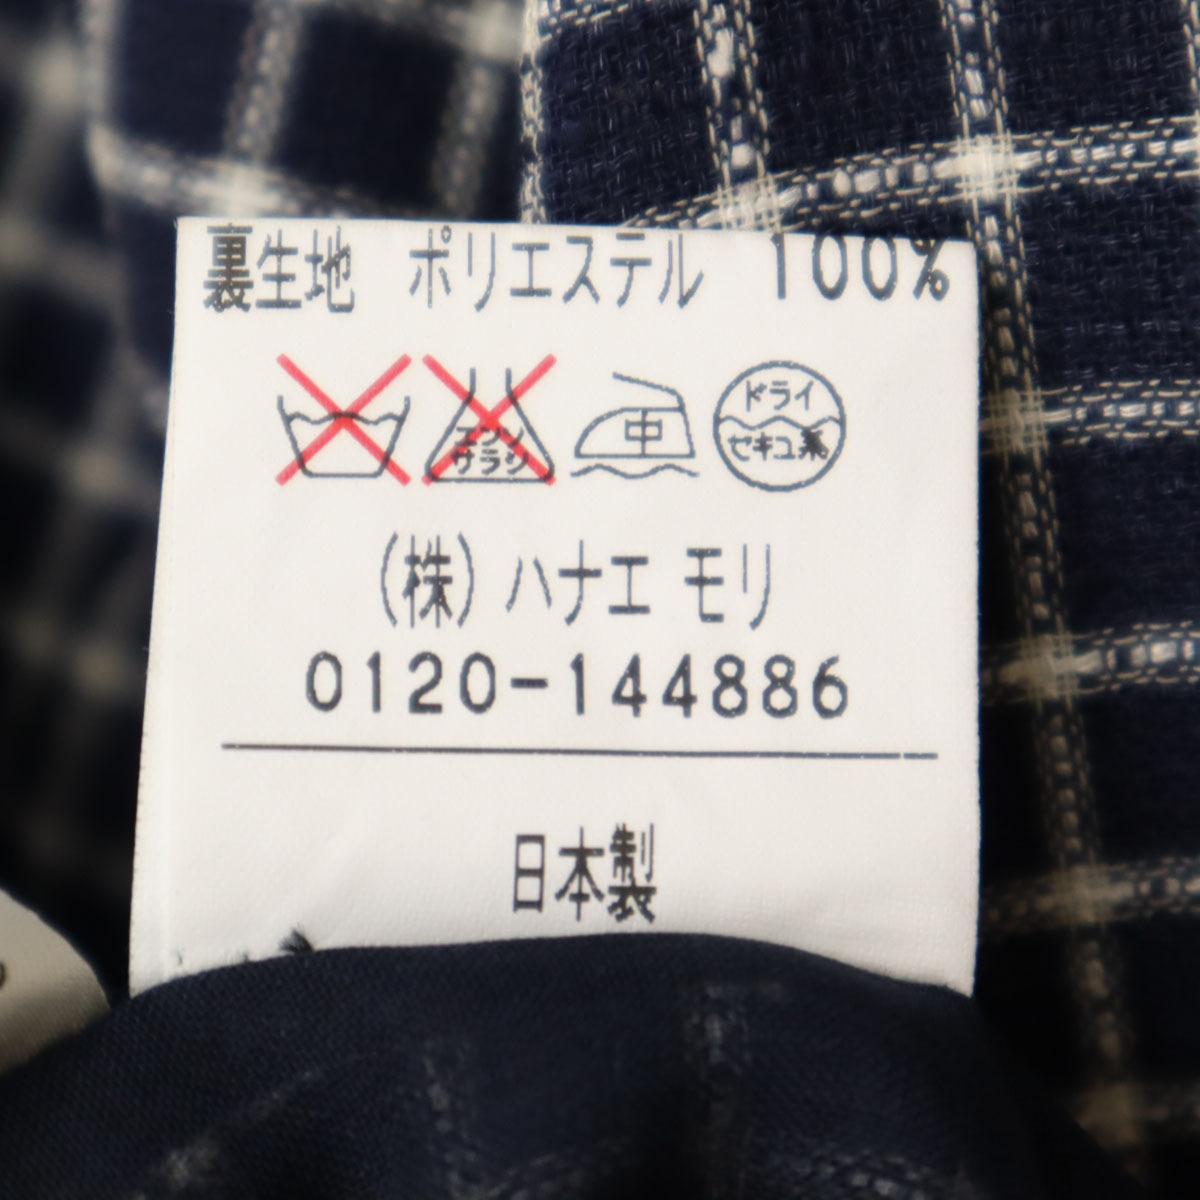 裏生地 ポリエステル 100%
エンソ
サラシ
中
ドライ
セキユ系
(株) ハナエ モリ
0120-144886
日本製